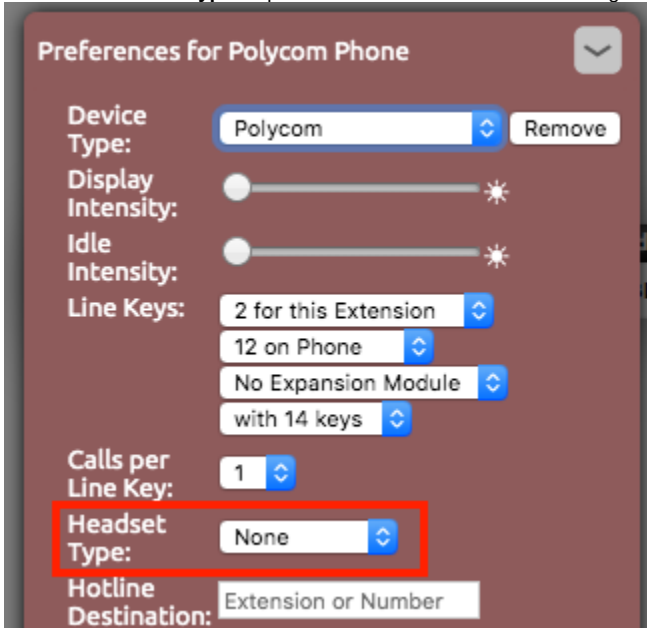 Preferences for Polycom Phone
Device
Type:
Polycom
Remove
Display
Intensity:
Idle
Intensity:
Line Keys:
2 for this Extension
12 on Phone
No Expansion Module
with 14 keys
Calls per
Line Key:
1
Headset
Type:
None
Hotline
Destination:
Extension or Number